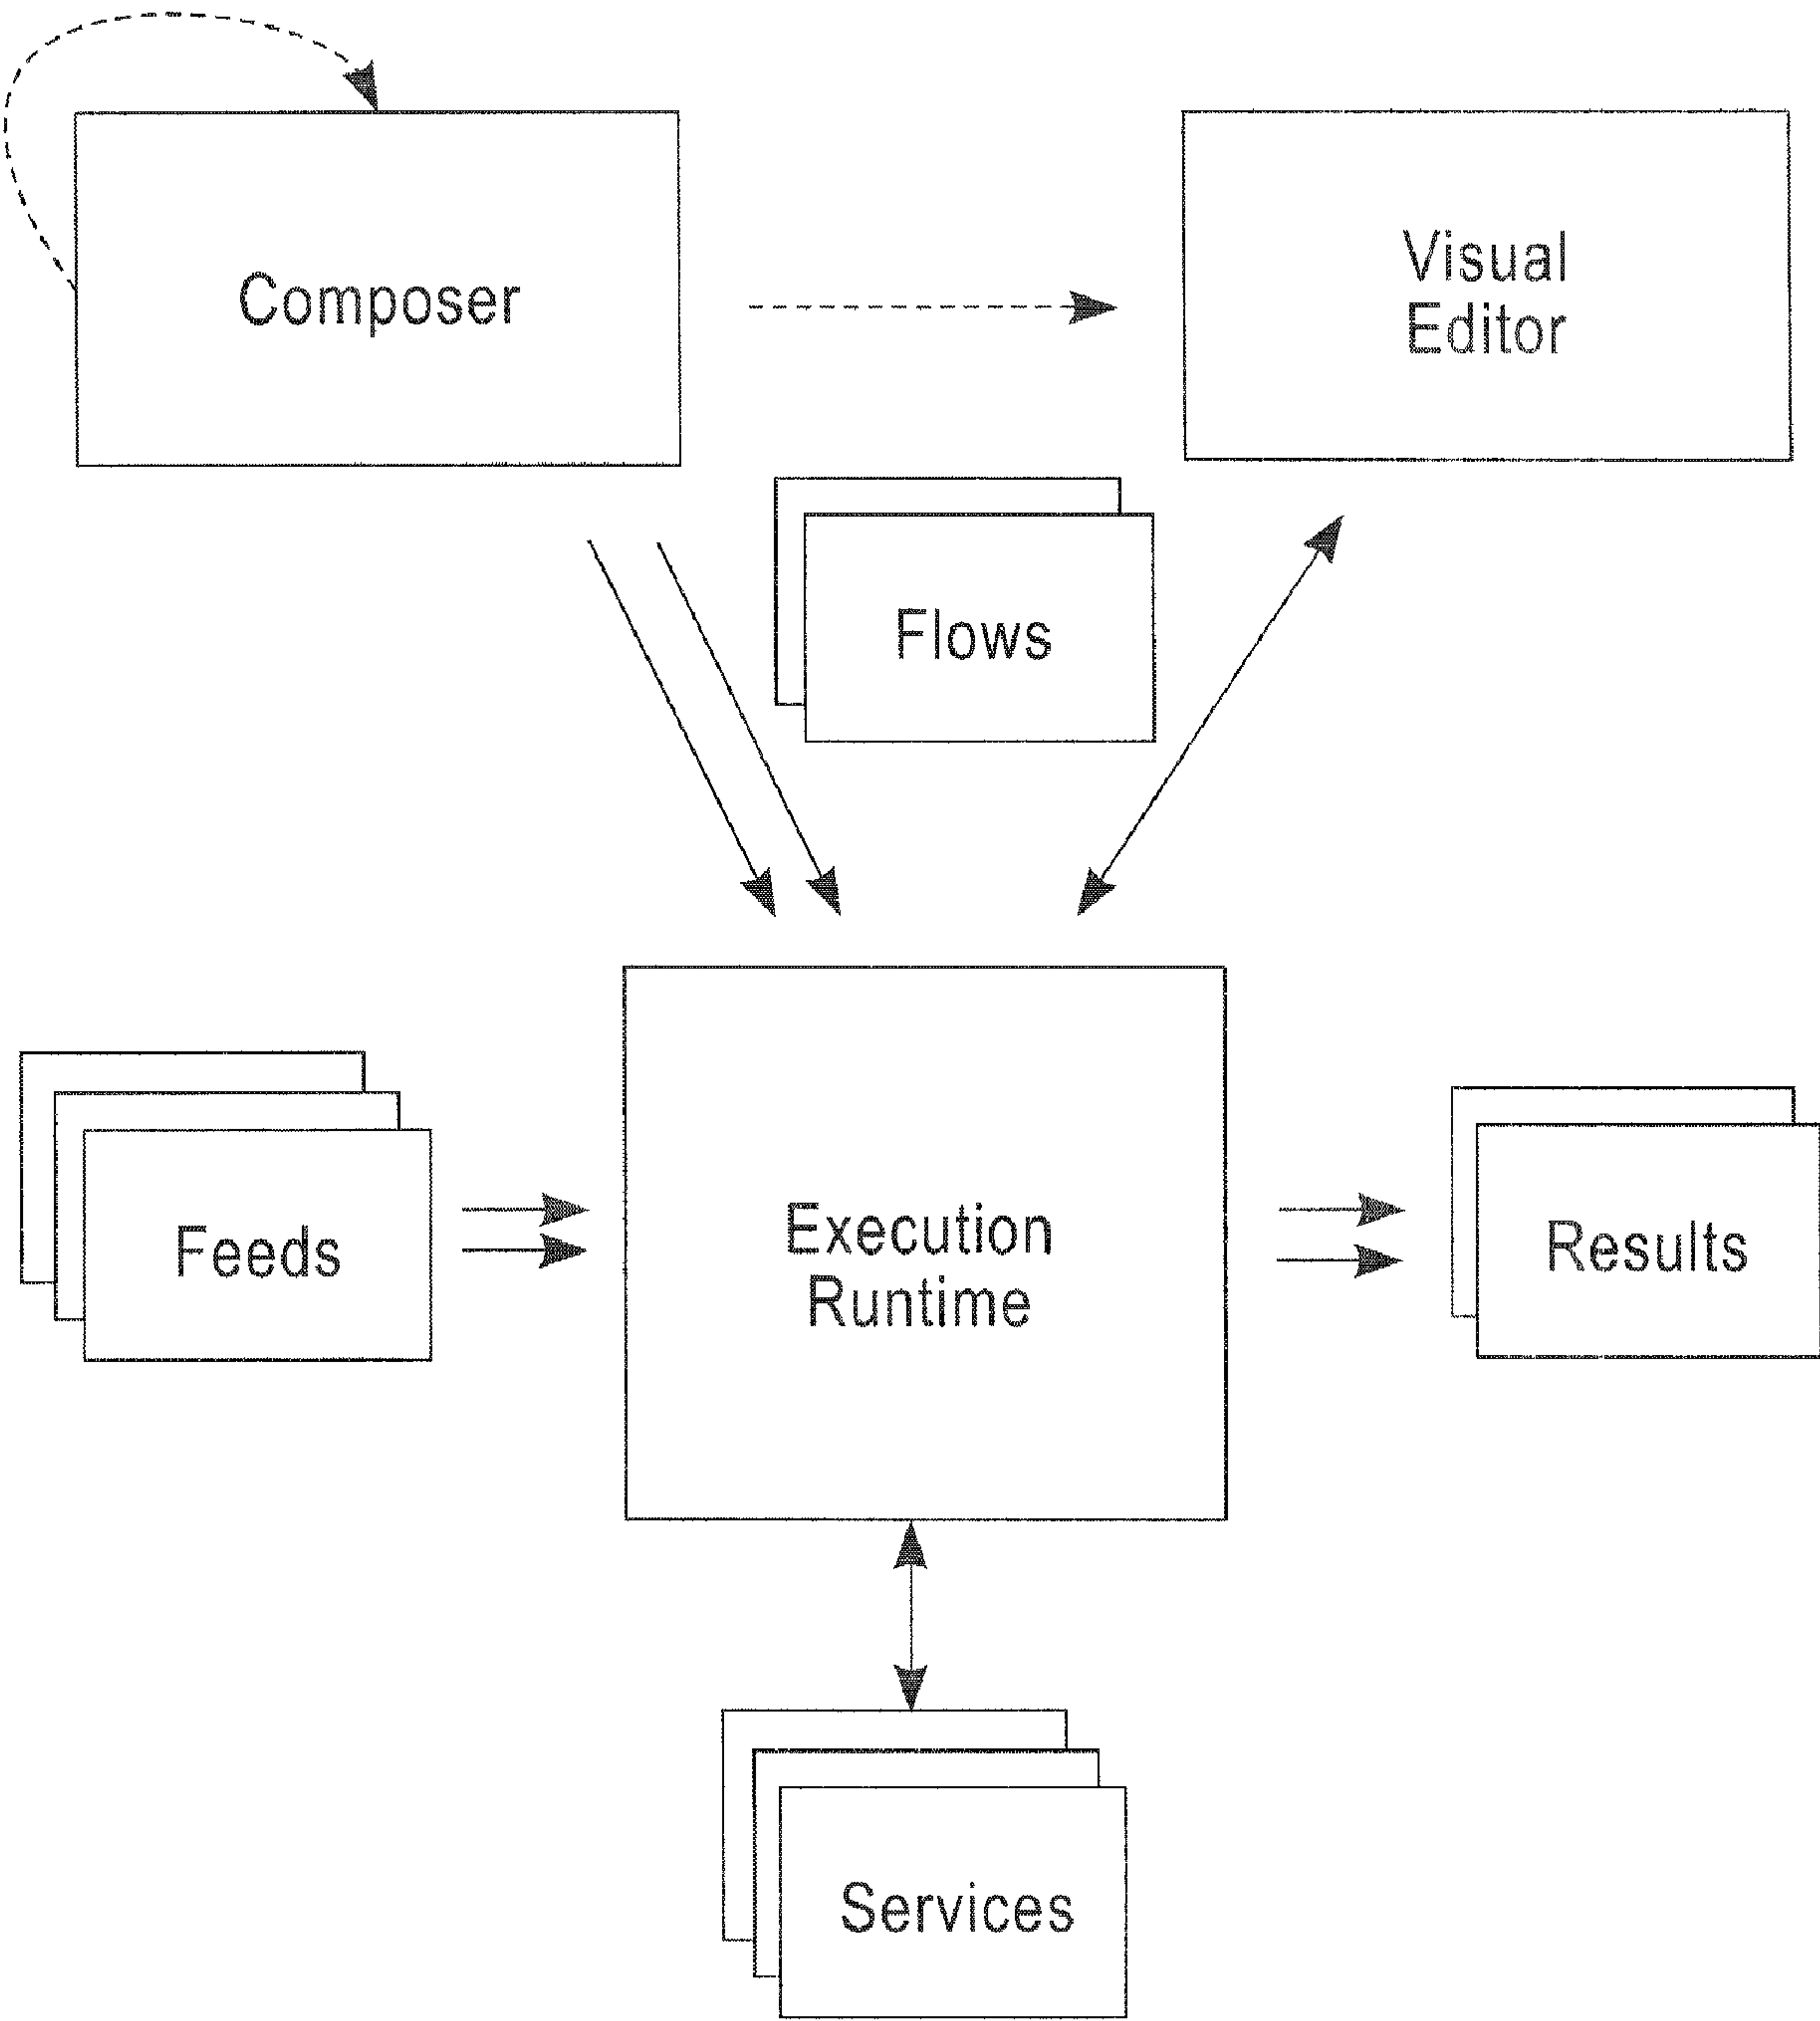 Composer
Visual
Editor
Flows
Feeds
Execution
Runtime
Results
Services